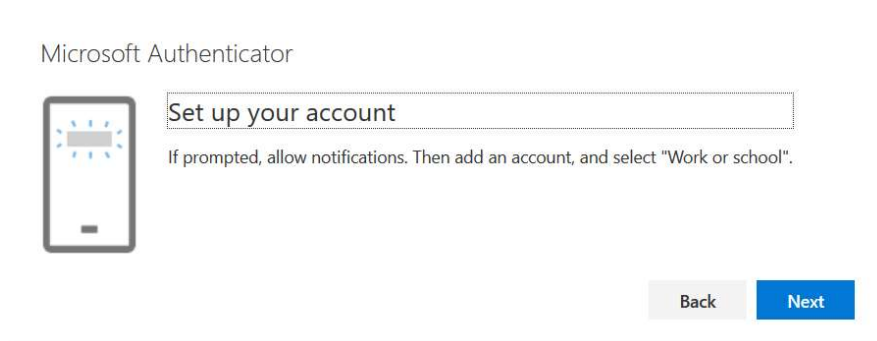 Microsoft Authenticator
Set up your account
If prompted, allow notifications. Then add an account, and select "Work or school".
Back
Next